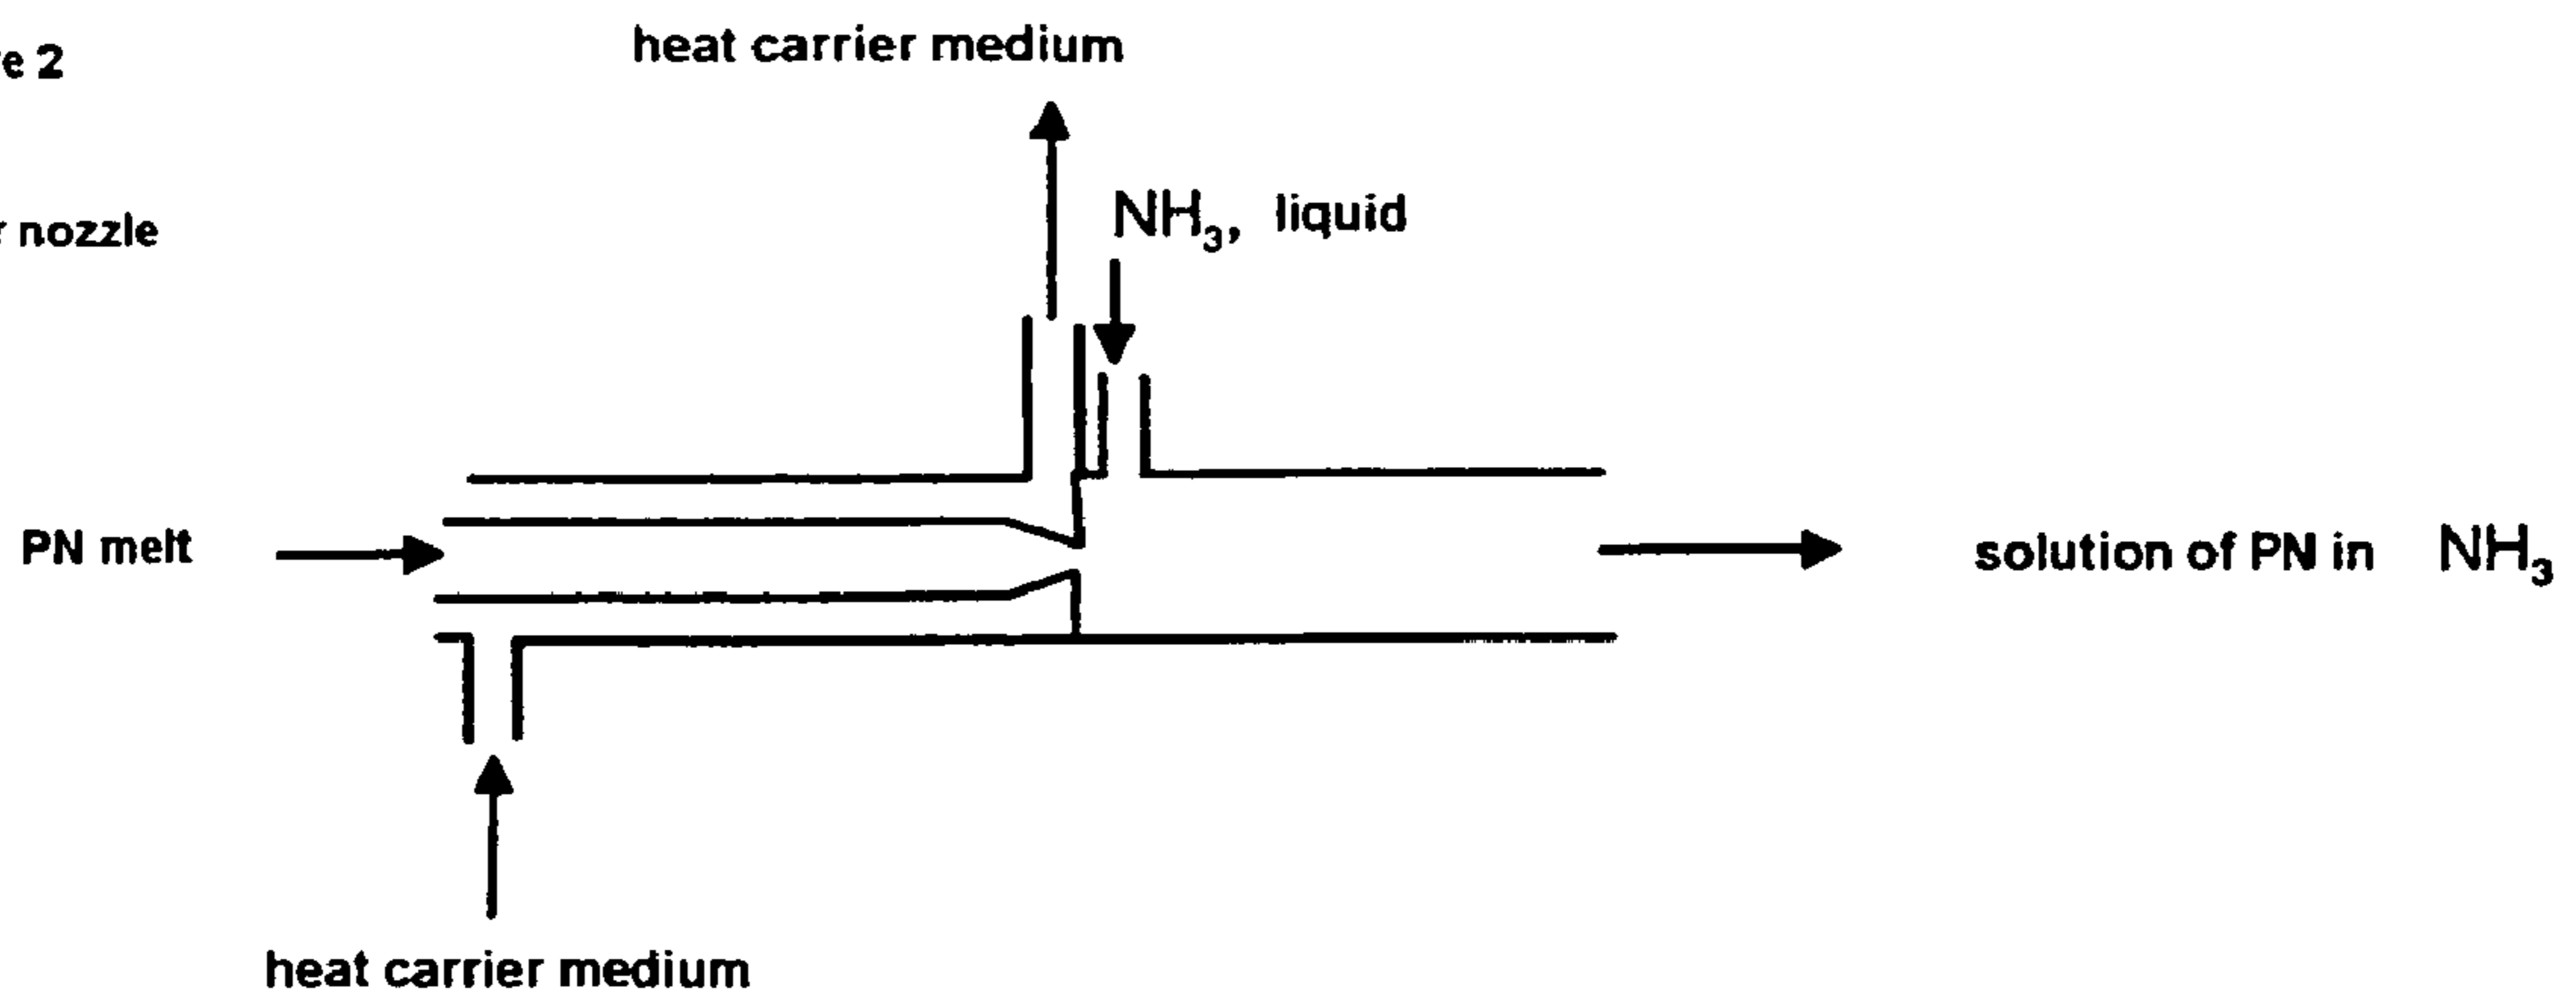 heat carrier medium
e 2
NH₃, liquid
nozzle
PN melt
solution of PN in NH₃
heat carrier medium